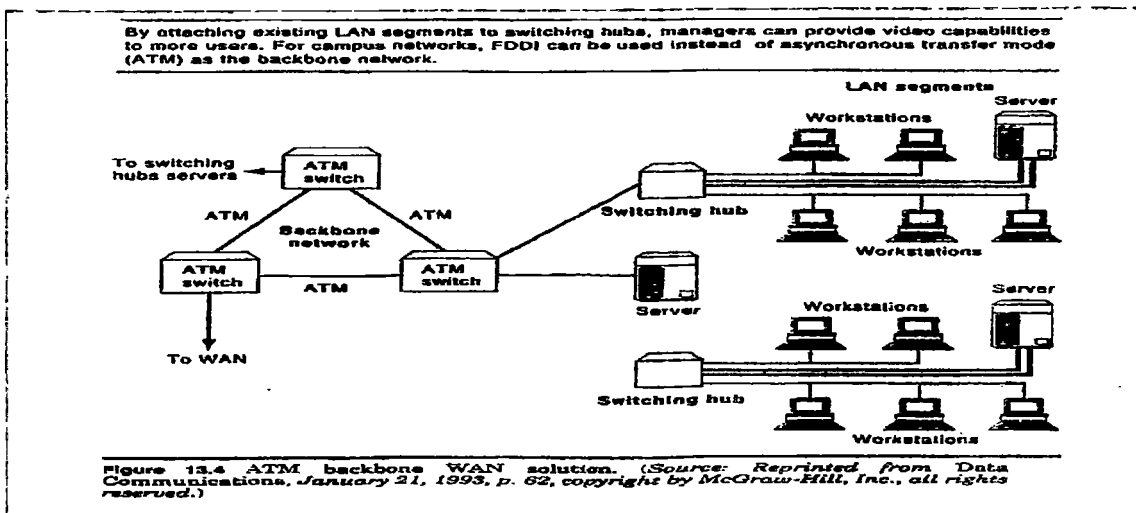 By attaching existing LAN segments to switching hubs, managers can provide video capabilities
to more users. For campus networks, FDDI can be used instead of asynchronous transfer mode
(ATM) as the backbone network.
LAN segments
Server
Workstations
To switching
hubs servers
ATM
switch
Switching hub
ATM
ATM
Backbone
network
Workstations
ATM
switch
ATM
ATM
switch
Server
Server
Workstations
To WAN
Switching hub
Workstations
Figure 13.4 ATM backbone WAN solution. (Source: Reprinted from Data
Communications, January 21, 1993, p. 62, copyright by McGraw-Hill, Inc., all rights
reserved.)